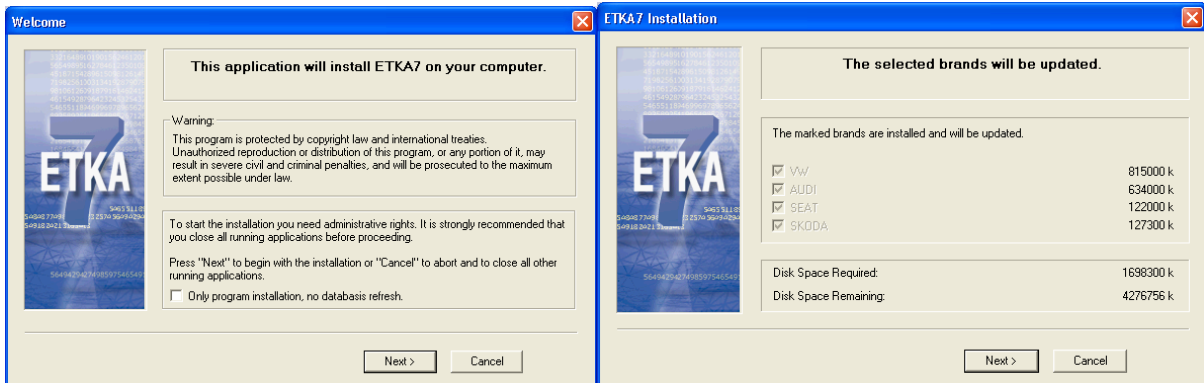 Welcome
This application will install ETKA7 on your computer.
Warning:
This program is protected by copyright law and international treaties.
Unauthorized reproduction or distribution of this program, or any portion of it, may
result in severe civil and criminal penalties, and will be prosecuted to the maximum
extent possible under law.
To start the installation you need administrative rights. It is strongly recommended that
you close all running applications before proceeding.
Press "Next" to begin with the installation or "Cancel" to abort and to close all other
running applications.
Only program installation, no databasis refresh.
7
ETKA
Next >
Cancel
ETKA7 Installation
The selected brands will be updated.
The marked brands are installed and will be updated.
VW 815000 k
AUDI 634000 k
SEAT 122000 k
SKODA 127300 k
Disk Space Required: 1698300 k
Disk Space Remaining: 4276756 k
7
ETKA
Next >
Cancel